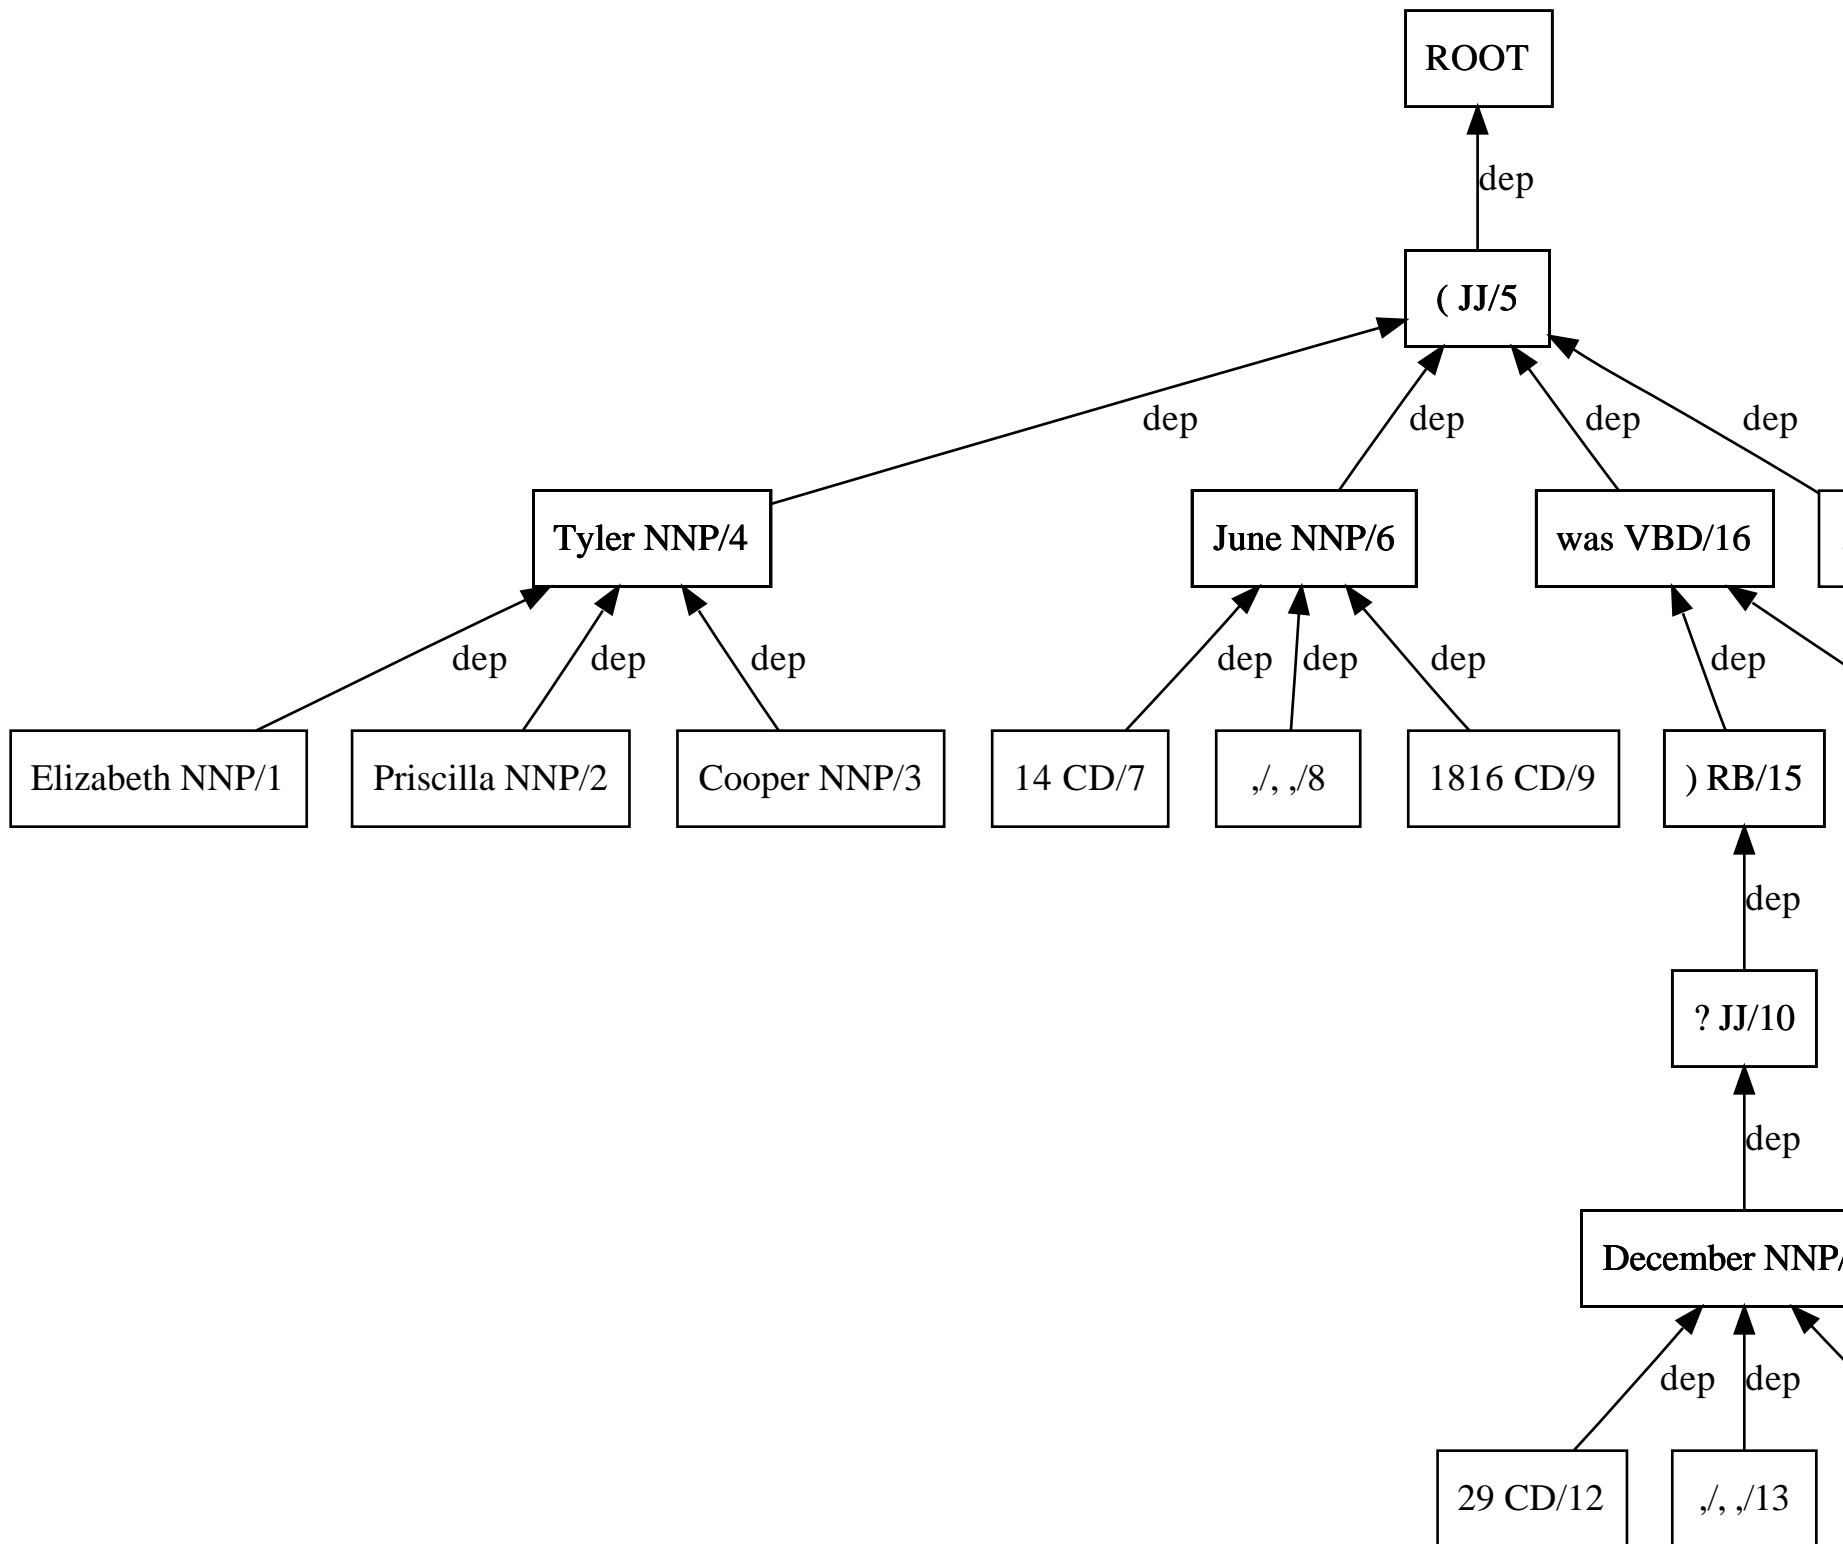 ROOT
dep
( JJ/5
dep dep dep dep
Tyler NNP/4 June NNP/6 was VBD/16
dep dep dep dep dep dep dep
Elizabeth NNP/1 Priscilla NNP/2 Cooper NNP/3 14 CD/7 ,/, ,/8 1816 CD/9 ) RB/15
dep
? JJ/10
dep
December NNP/
dep dep
29 CD/12 ,/, ,/13